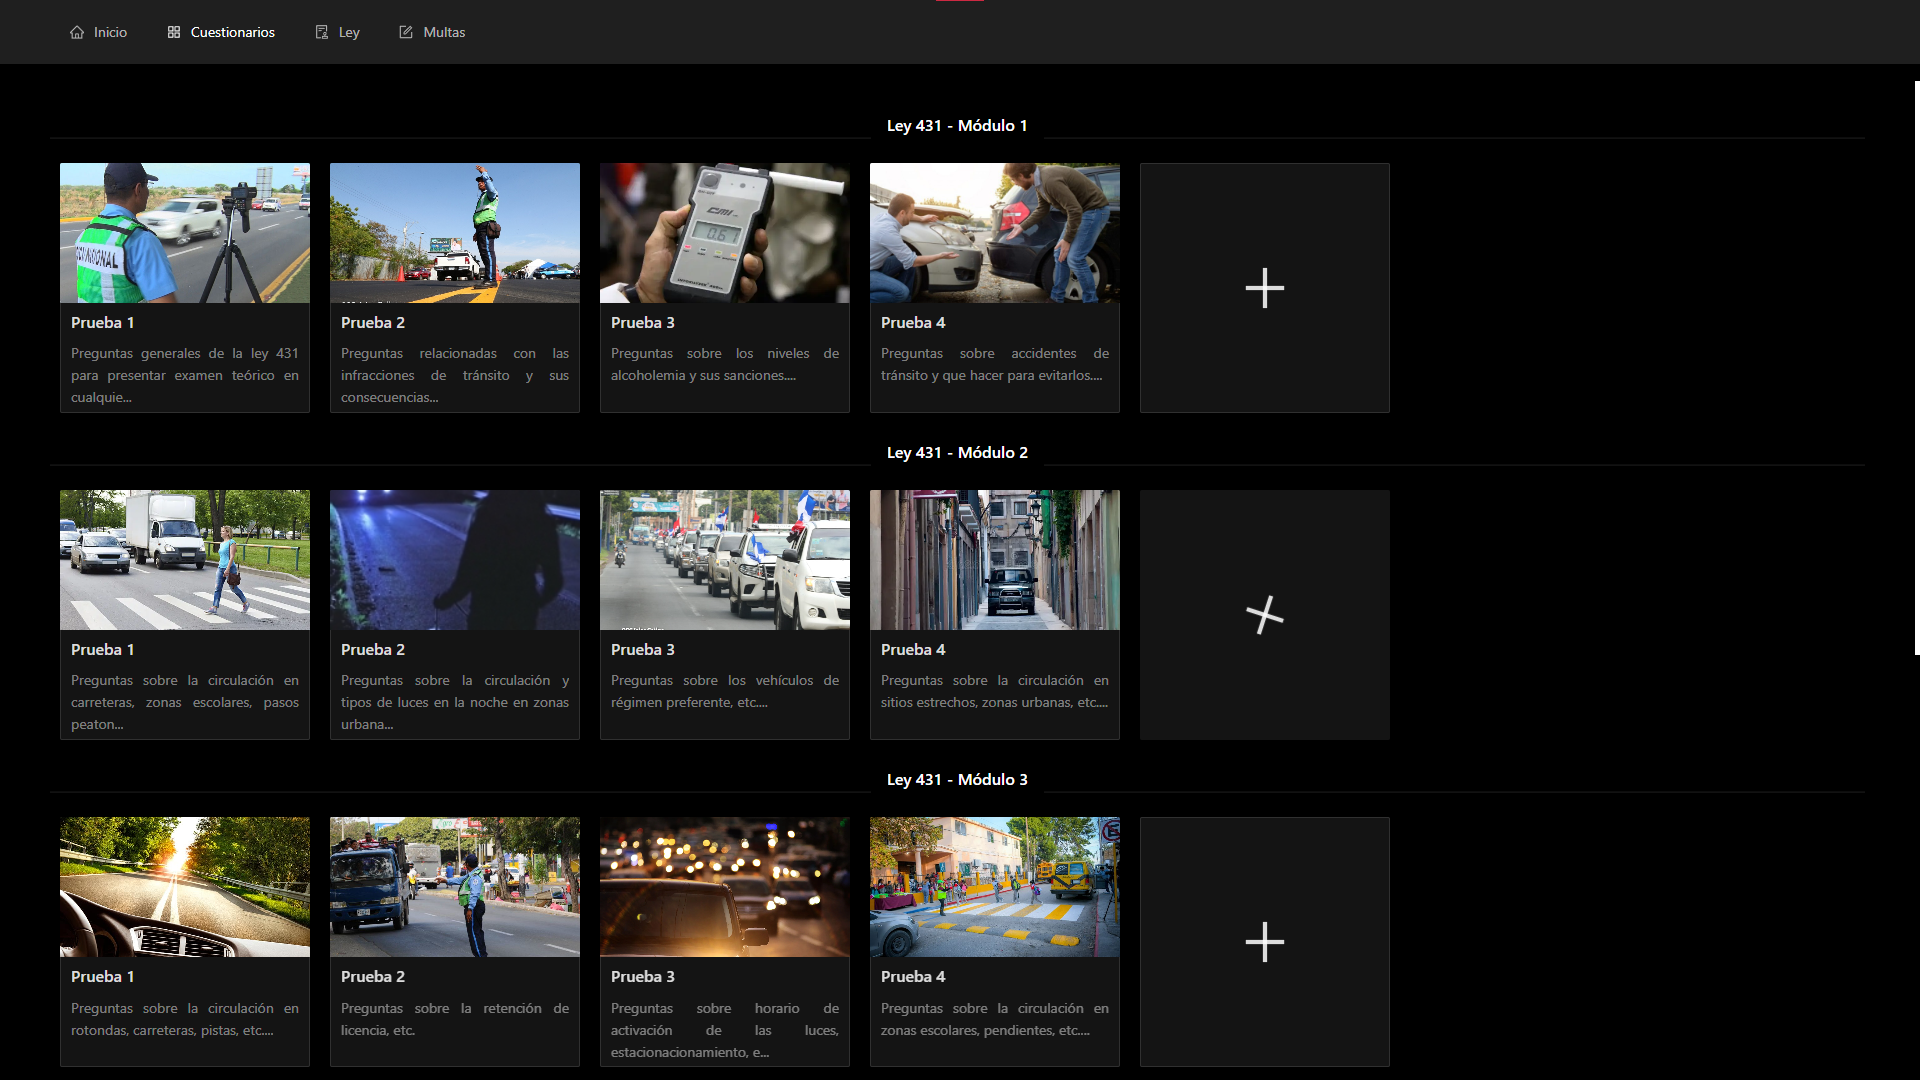 Inicio
Cuestionarios
Ley
Multas
Ley 431 - Módulo 1
0.67
Prueba 1
Preguntas generales de la ley 431
para presentar examen teórico en
cualquie...
Prueba 2
Preguntas relacionadas con las
infracciones de tránsito y sus
consecuencias...
Prueba 3
Preguntas sobre los niveles de
alcoholemia y sus sanciones....
Prueba 4
Preguntas sobre accidentes de
tránsito y que hacer para evitarlos....
Ley 431 - Módulo 2
Prueba 1
Preguntas sobre la circulación en
carreteras, zonas escolares, pasos
peaton...
Prueba 2
Preguntas sobre la circulación y
tipos de luces en la noche en zonas
urbana...
Prueba 3
Preguntas sobre los vehículos de
régimen preferente, etc....
Prueba 4
Preguntas sobre la circulación en
sitios estrechos, zonas urbanas, etc....
Ley 431 - Módulo 3
Prueba 1
Preguntas sobre la circulación en
rotondas, carreteras, pistas, etc....
Prueba 2
Preguntas sobre la retención de
licencia, etc.
Prueba 3
Preguntas sobre horario de
activación de las luces,
estacionacionamiento, e...
Prueba 4
Preguntas sobre la circulación en
zonas escolares, pendientes, etc....